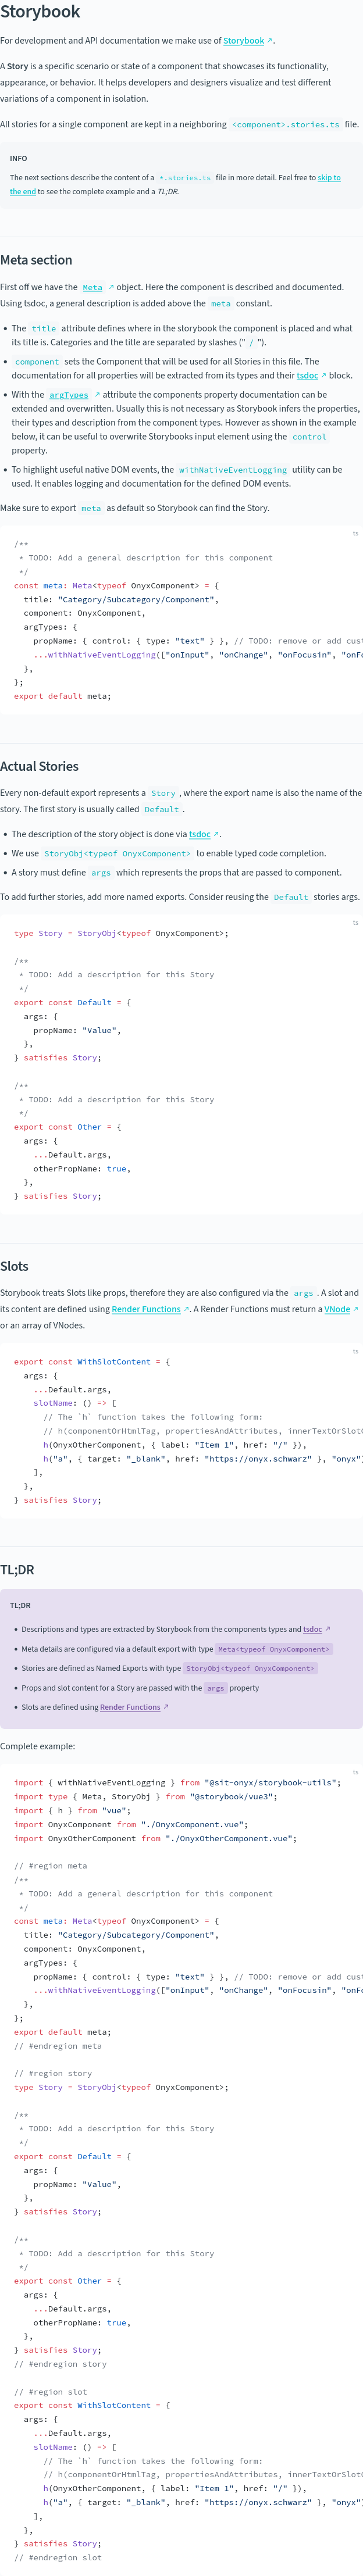 Storybook
For development and API documentation we make use of Storybook ↗.
A Story is a specific version or state of a component that showcases its functionality,
appearance, or behavior. It helps developers and designers visualize and test different
variations of a component in isolation.
All stories for a single component are kept in a neighboring <component>.stories.ts file.
INFO
The next sections describe the content of a *.stories.ts file in more detail. Feel free to skip to
the end to see the complete example and a TL;DR.
Meta section
First off we have the Meta ↗ object. Here the component is described and documented.
Using tsdoc, a general description is added above the meta constant.
• The title attribute defines where in the storybook the component is placed and what
its title is. Categories and the title are separated by slashes (" / ").
• component sets the Component that will be used for all Stories in this file. The
documentation for all properties will be extracted from its types and their tsdoc ↗ block.
• With the argTypes ↗ attribute the components property documentation can be
extended and overwritten. Usually this is not necessary as Storybook infers the properties,
their types and description from the component types. However as shown in the example
below, it can be useful to overwrite Storybooks input element using the control
property.
• To highlight useful native DOM events, the withNativeEventLogging utility can be
used. It enables logging and documentation for the defined DOM events.
Make sure to export meta as default so Storybook can find the Story.
ts
/**
 * TODO: Add a general description for this component
 */
const meta: Meta<typeof OnyxComponent> = {
  title: "Category/Subcategory/Component",
  component: OnyxComponent,
  argTypes: {
    propName: { control: { type: "text" } }, // TODO: remove or add cust
    ...withNativeEventLogging(["onInput", "onChange", "onFocusin", "onFo
  },
};
export default meta;
Actual Stories
Every non-default export represents a Story , where the export name is also the name of the
story. The first story is usually called Default .
• The description of the story object is done via tsdoc ↗.
• We use StoryObj<typeof OnyxComponent> to enable typed code completion.
• A story must define args which represents the props that are passed to component.
To add further stories, add more named exports. Consider reusing the Default stories args.
ts
type Story = StoryObj<typeof OnyxComponent>;
/**
 * TODO: Add a description for this Story
 */
export const Default = {
  args: {
    propName: "Value",
  },
} satisfies Story;
/**
 * TODO: Add a description for this Story
 */
export const Other = {
  args: {
    ...Default.args,
    otherPropName: true,
  },
} satisfies Story;
Slots
Storybook treats Slots like props, therefore they are also configured via the args . A slot and
its content are defined using Render Functions ↗. A Render Functions must return a VNode ↗
or an array of VNodes.
ts
export const WithSlotContent = {
  args: {
    ...Default.args,
    slotName: () => [
      // The `h` function takes the following form:
      // h(componentOrHtmlTag, propertiesAndAttributes, innerTextOrSlotC
      h(OnyxOtherComponent, { label: "Item 1", href: "/" }),
      h("a", { target: "_blank", href: "https://onyx.schwarz" }, "onyx")
    ],
  },
} satisfies Story;
TL;DR
TL;DR
• Descriptions and types are extracted by Storybook from the components types and tsdoc ↗
• Meta details are configured via a default export with type Meta<typeof OnyxComponent>
• Stories are defined as Named Exports with type StoryObj<typeof OnyxComponent>
• Props and slot content for a Story are passed with the args property
• Slots are defined using Render Functions ↗
Complete example:
ts
import { withNativeEventLogging } from "@sit-onyx/storybook-utils";
import type { Meta, StoryObj } from "@storybook/vue3";
import { h } from "vue";
import OnyxComponent from "./OnyxComponent.vue";
import OnyxOtherComponent from "./OnyxOtherComponent.vue";
// #region meta
/**
 * TODO: Add a general description for this component
 */
const meta: Meta<typeof OnyxComponent> = {
  title: "Category/Subcategory/Component",
  component: OnyxComponent,
  argTypes: {
    propName: { control: { type: "text" } }, // TODO: remove or add cust
    ...withNativeEventLogging(["onInput", "onChange", "onFocusin", "onFo
  },
};
export default meta;
// #endregion meta
// #region story
type Story = StoryObj<typeof OnyxComponent>;
/**
 * TODO: Add a description for this Story
 */
export const Default = {
  args: {
    propName: "Value",
  },
} satisfies Story;
/**
 * TODO: Add a description for this Story
 */
export const Other = {
  args: {
    ...Default.args,
    otherPropName: true,
  },
} satisfies Story;
// #endregion story
// #region slot
export const WithSlotContent = {
  args: {
    ...Default.args,
    slotName: () => [
      // The `h` function takes the following form:
      // h(componentOrHtmlTag, propertiesAndAttributes, innerTextOrSlotC
      h(OnyxOtherComponent, { label: "Item 1", href: "/" }),
      h("a", { target: "_blank", href: "https://onyx.schwarz" }, "onyx")
    ],
  },
} satisfies Story;
// #endregion slot